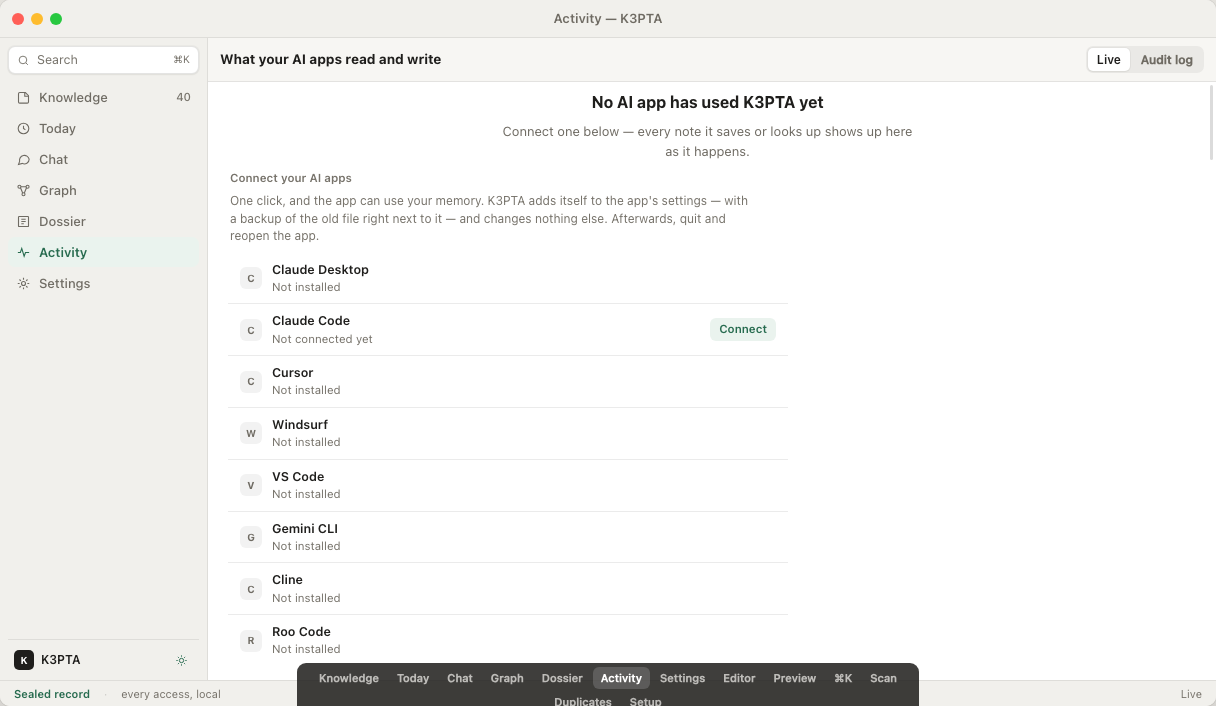 Activity — K3PTA
Search ⌘K
Knowledge 40
Today
Chat
Graph
Dossier
Activity
Settings
K K3PTA
What your AI apps read and write
Live Audit log
No AI app has used K3PTA yet
Connect one below — every note it saves or looks up shows up here
as it happens.
Connect your AI apps
One click, and the app can use your memory. K3PTA adds itself to the app's settings — with
a backup of the old file right next to it — and changes nothing else. Afterwards, quit and
reopen the app.
C Claude Desktop
Not installed
C Claude Code
Not connected yet
Connect
C Cursor
Not installed
W Windsurf
Not installed
V VS Code
Not installed
G Gemini CLI
Not installed
C Cline
Not installed
R Roo Code
Not installed
Knowledge Today Chat Graph Dossier Activity Settings Editor Preview ⌘K Scan
Duplicates Setup
Sealed record · every access, local
Live